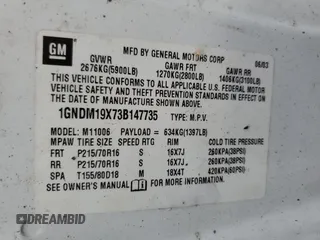 GM
MFD BY GENERAL MOTORS CORP
06/03
GVWR GAWR FRT GAWR RR
2676KG(5900LB) 1270KG(2800LB) 1406KG(3100LB)
THIS VEHICLE CONFORMS TO ALL APPLICABLE U.S. FEDERAL MOTOR
VEHICLE SAFETY AND THEFT PREVENTION STANDARDS IN EFFECT ON THE
DATE OF MANUFACTURE SHOWN ABOVE.
1GNDM19X73B147735
TYPE: M.P.V.
MODEL: M11006 PAYLOAD = 634KG(1397LB)
MPAW TIRE SIZE SPEED RTG RIM COLD TIRE PRESSURE
FRT P215/70R16 S 16X7J 260KPA(38PSI)
RR P215/70R16 S 16X7J 260KPA(38PSI)
SPA T155/80D18 M 18X4T 420KPA(60PSI)
SEE OWNER'S MANUAL FOR ADDITIONAL INFORMATION
DREAMBID.COM